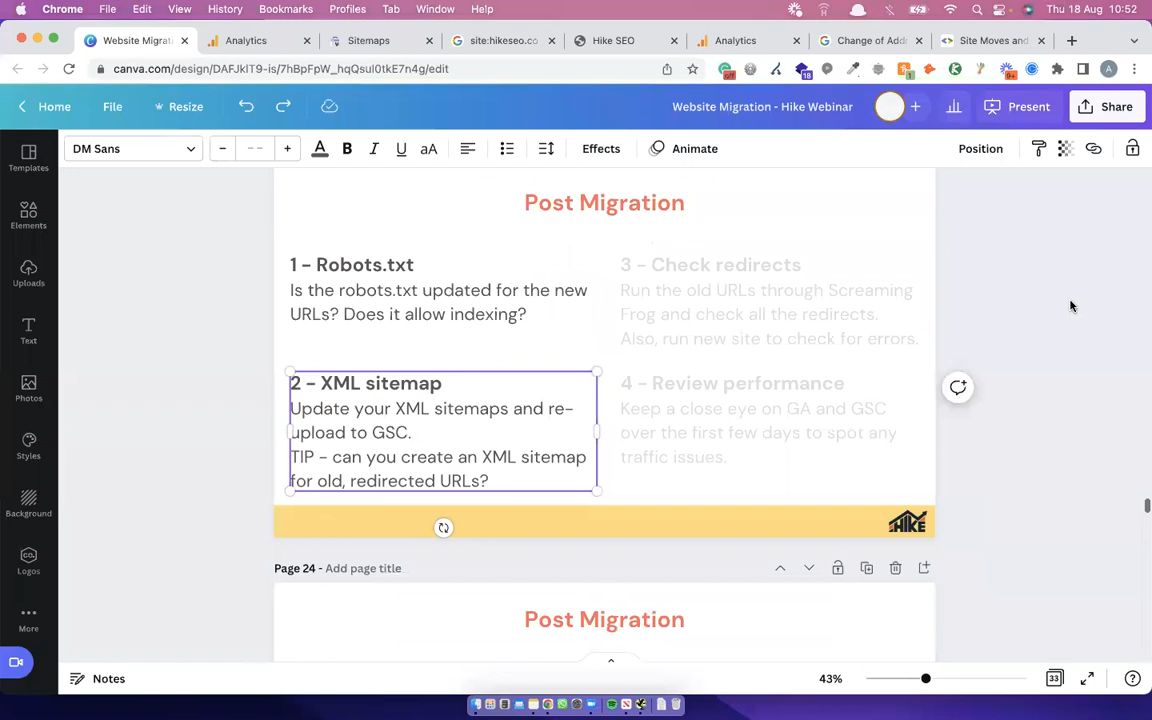 Chrome File Edit View History Bookmarks Profiles Tab Window Help Thu 18 Aug 10:52
Website Migrat Analytics Sitemaps site:hikeseo.co Hike SEO Analytics Change of Addr Site Moves and
canva.com/design/DAFJklT9-is/7hBpFpW_hqQsul0tkE7n4g/edit
Home File Resize Website Migration - Hike Webinar Present Share
DM Sans B I U aA Effects Animate Position
Templates
Elements
Uploads
Text
Photos
Styles
Background
Logos
More
Post Migration
1 - Robots.txt
Is the robots.txt updated for the new
URLs? Does it allow indexing?
2 - XML sitemap
Update your XML sitemaps and re-
upload to GSC.
TIP - can you create an XML sitemap
for old, redirected URLs?
3 - Check redirects
Run the old URLs through Screaming
Frog and check all the redirects.
Also, run new site to check for errors.
4 - Review performance
Keep a close eye on GA and GSC
over the first few days to spot any
traffic issues.
HIKE
Page 24 - Add page title
Post Migration
Notes 43% 33